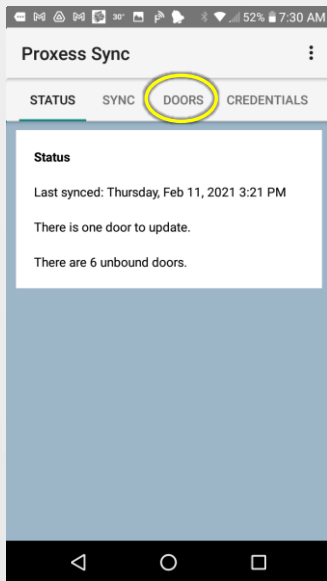 30° 52% 7:30 AM
Proxess Sync
STATUS SYNC DOORS CREDENTIALS
Status
Last synced: Thursday, Feb 11, 2021 3:21 PM
There is one door to update.
There are 6 unbound doors.